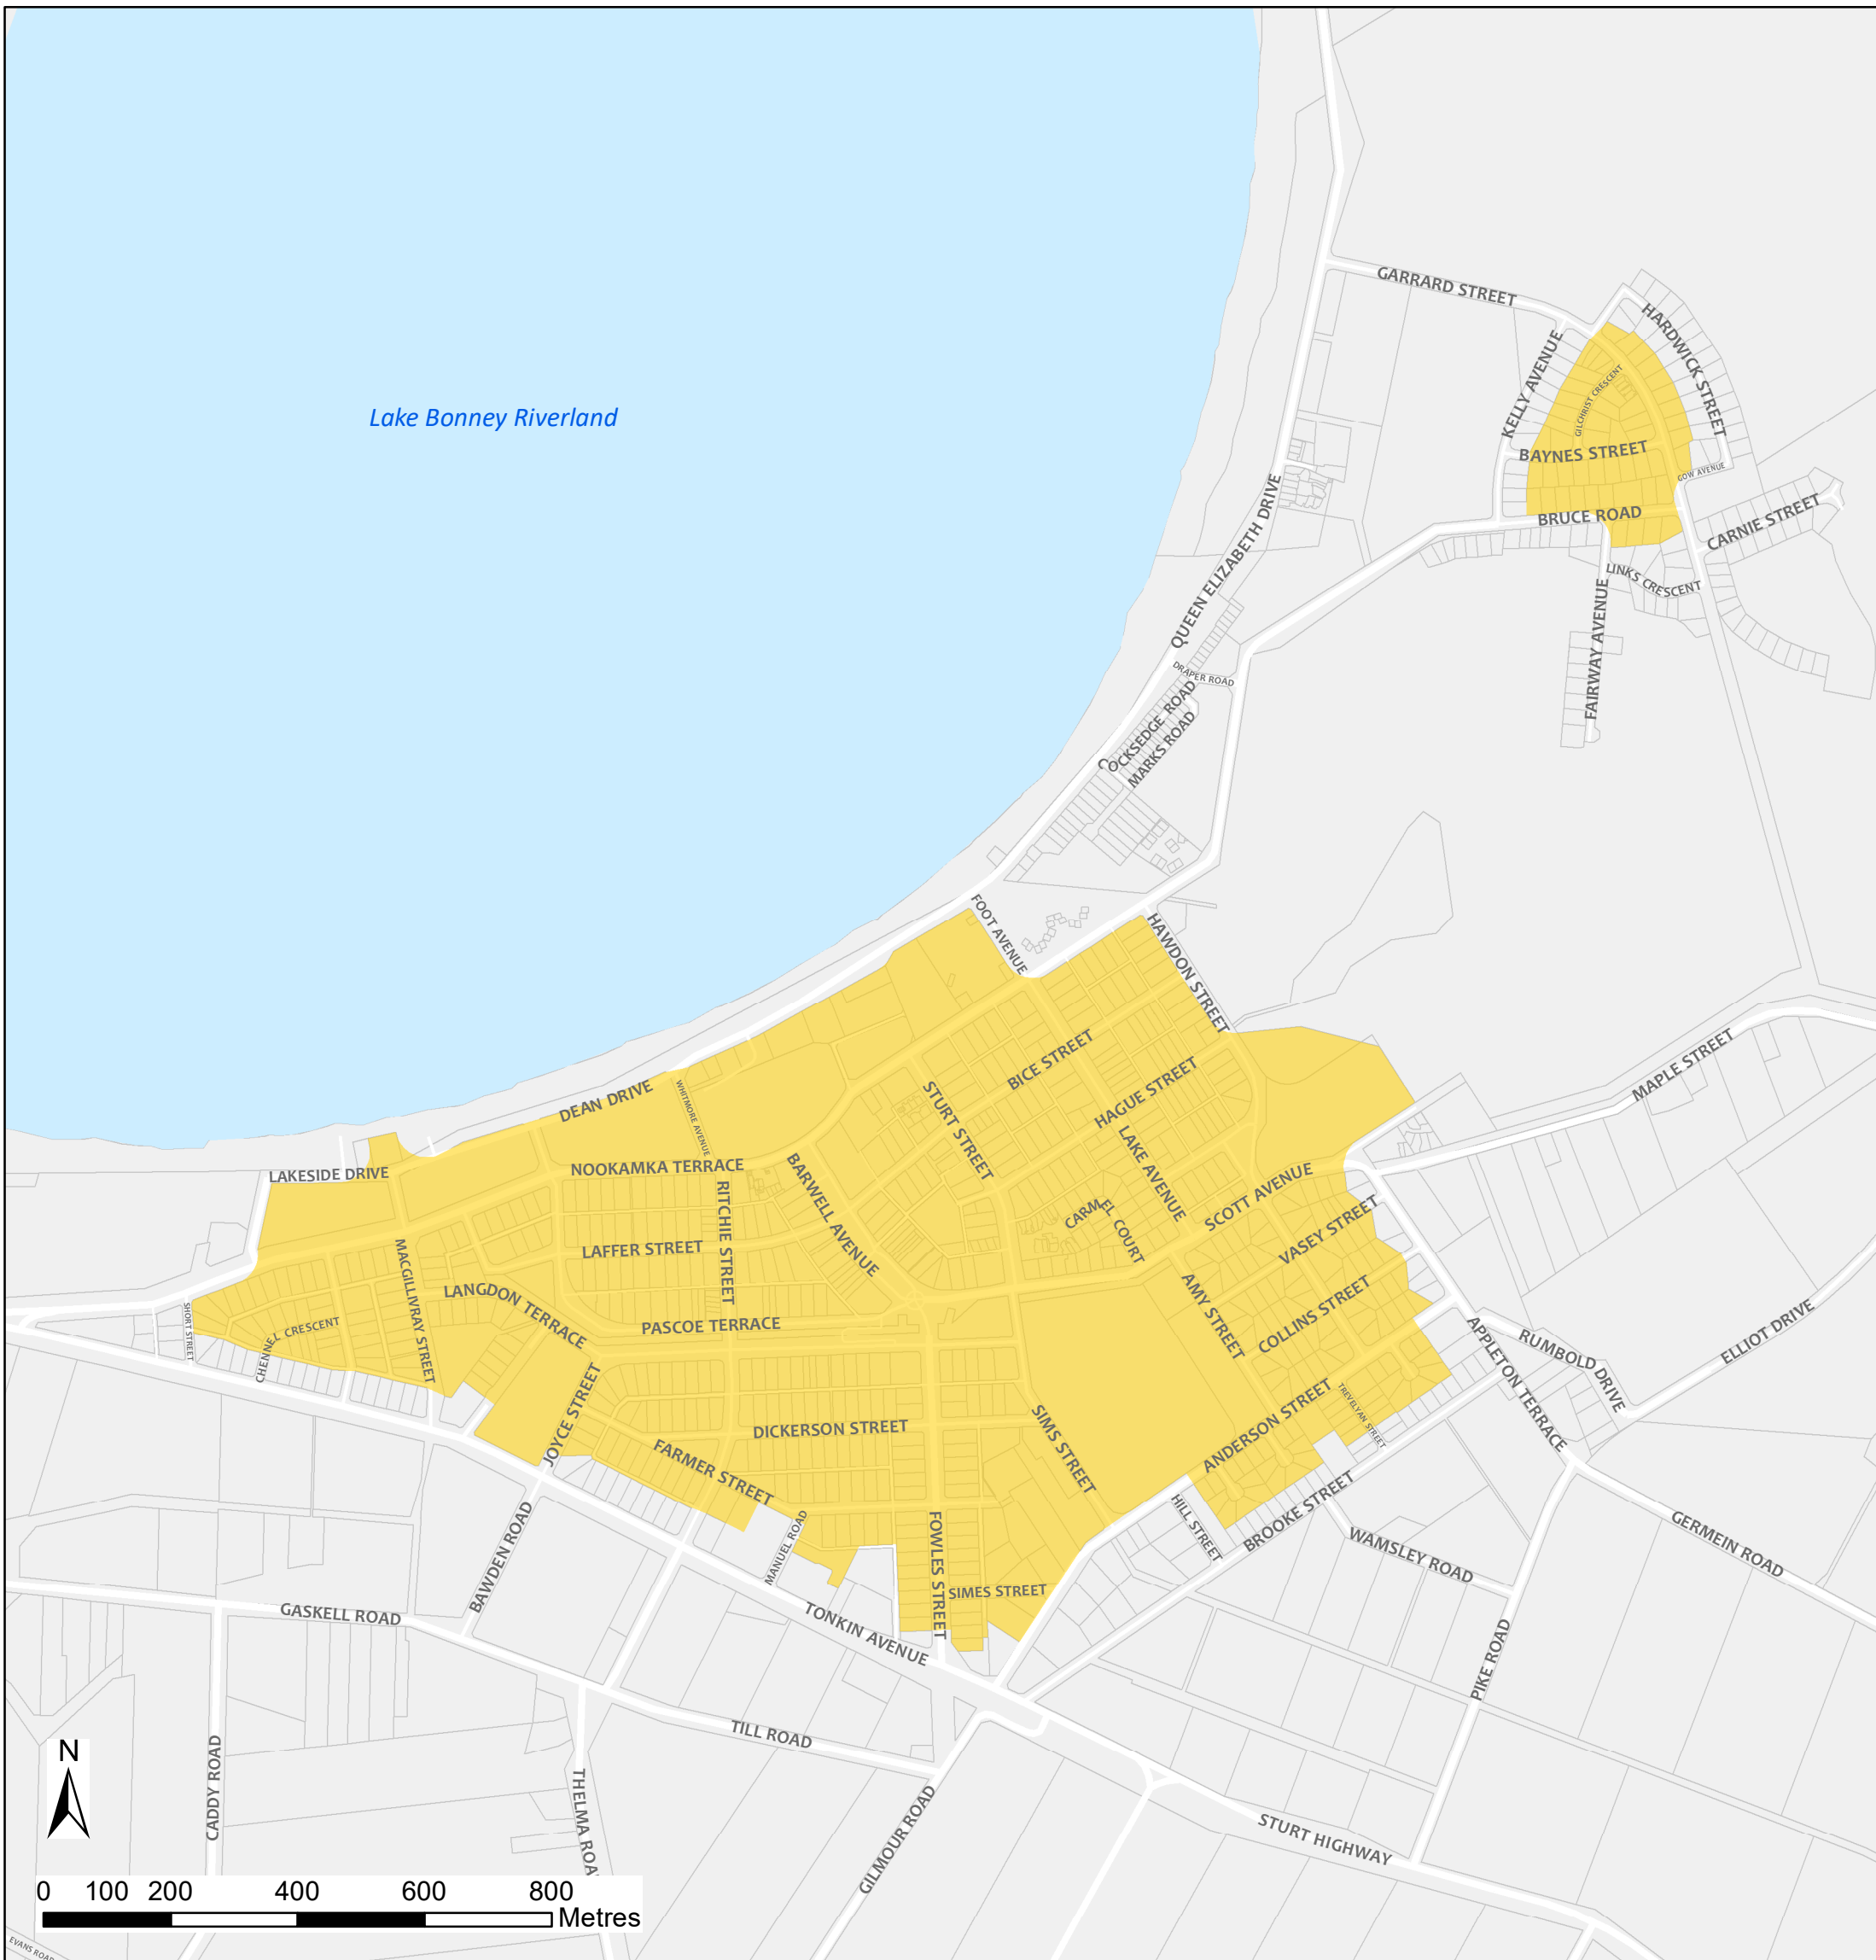 GARRARD STREET
HARDWICK STREET
KELLY AVENUE
GILCHRIST CRESCENT
Lake Bonney Riverland
BAYNES STREET
GOW AVENUE
QUEEN ELIZABETH DRIVE
BRUCE ROAD
CARNIE STREET
LINKS CRESCENT
FAIRWAY AVENUE
DRAPER ROAD
COCKSEDGE ROAD
MARKS ROAD
FOOT AVENUE
HAWDON STREET
BICE STREET
MAPLE STREET
DEAN DRIVE
WHITMORE AVENUE
STURT STREET
HAGUE STREET
LAKESIDE DRIVE
NOOKAMKA TERRACE
BARWELL AVENUE
LAKE AVENUE
RITCHIE STREET
CARMEL COURT
SCOTT AVENUE
VASEY STREET
MACGILLIVRAY STREET
LAFFER STREET
LANGDON TERRACE
AMY STREET
COLLINS STREET
SHORT STREET
CHENNEL CRESCENT
PASCOE TERRACE
APPLETON TERRACE
RUMBOLD DRIVE
ELLIOT DRIVE
JOYCE STREET
DICKERSON STREET
SIMS STREET
ANDERSON STREET
TREVELYAN STREET
FARMER STREET
BAWDEN ROAD
MANUEL ROAD
FOWLES STREET
HILL STREET
BROOKE STREET
WAMSLEY ROAD
GERMEIN ROAD
SIMES STREET
GASKELL ROAD
TONKIN AVENUE
PIKE ROAD
TILL ROAD
CADDY ROAD
THELMA ROA
GILMOUR ROAD
STURT HIGHWAY
N
0 100 200 400 600 800
Metres
EVANS ROAD